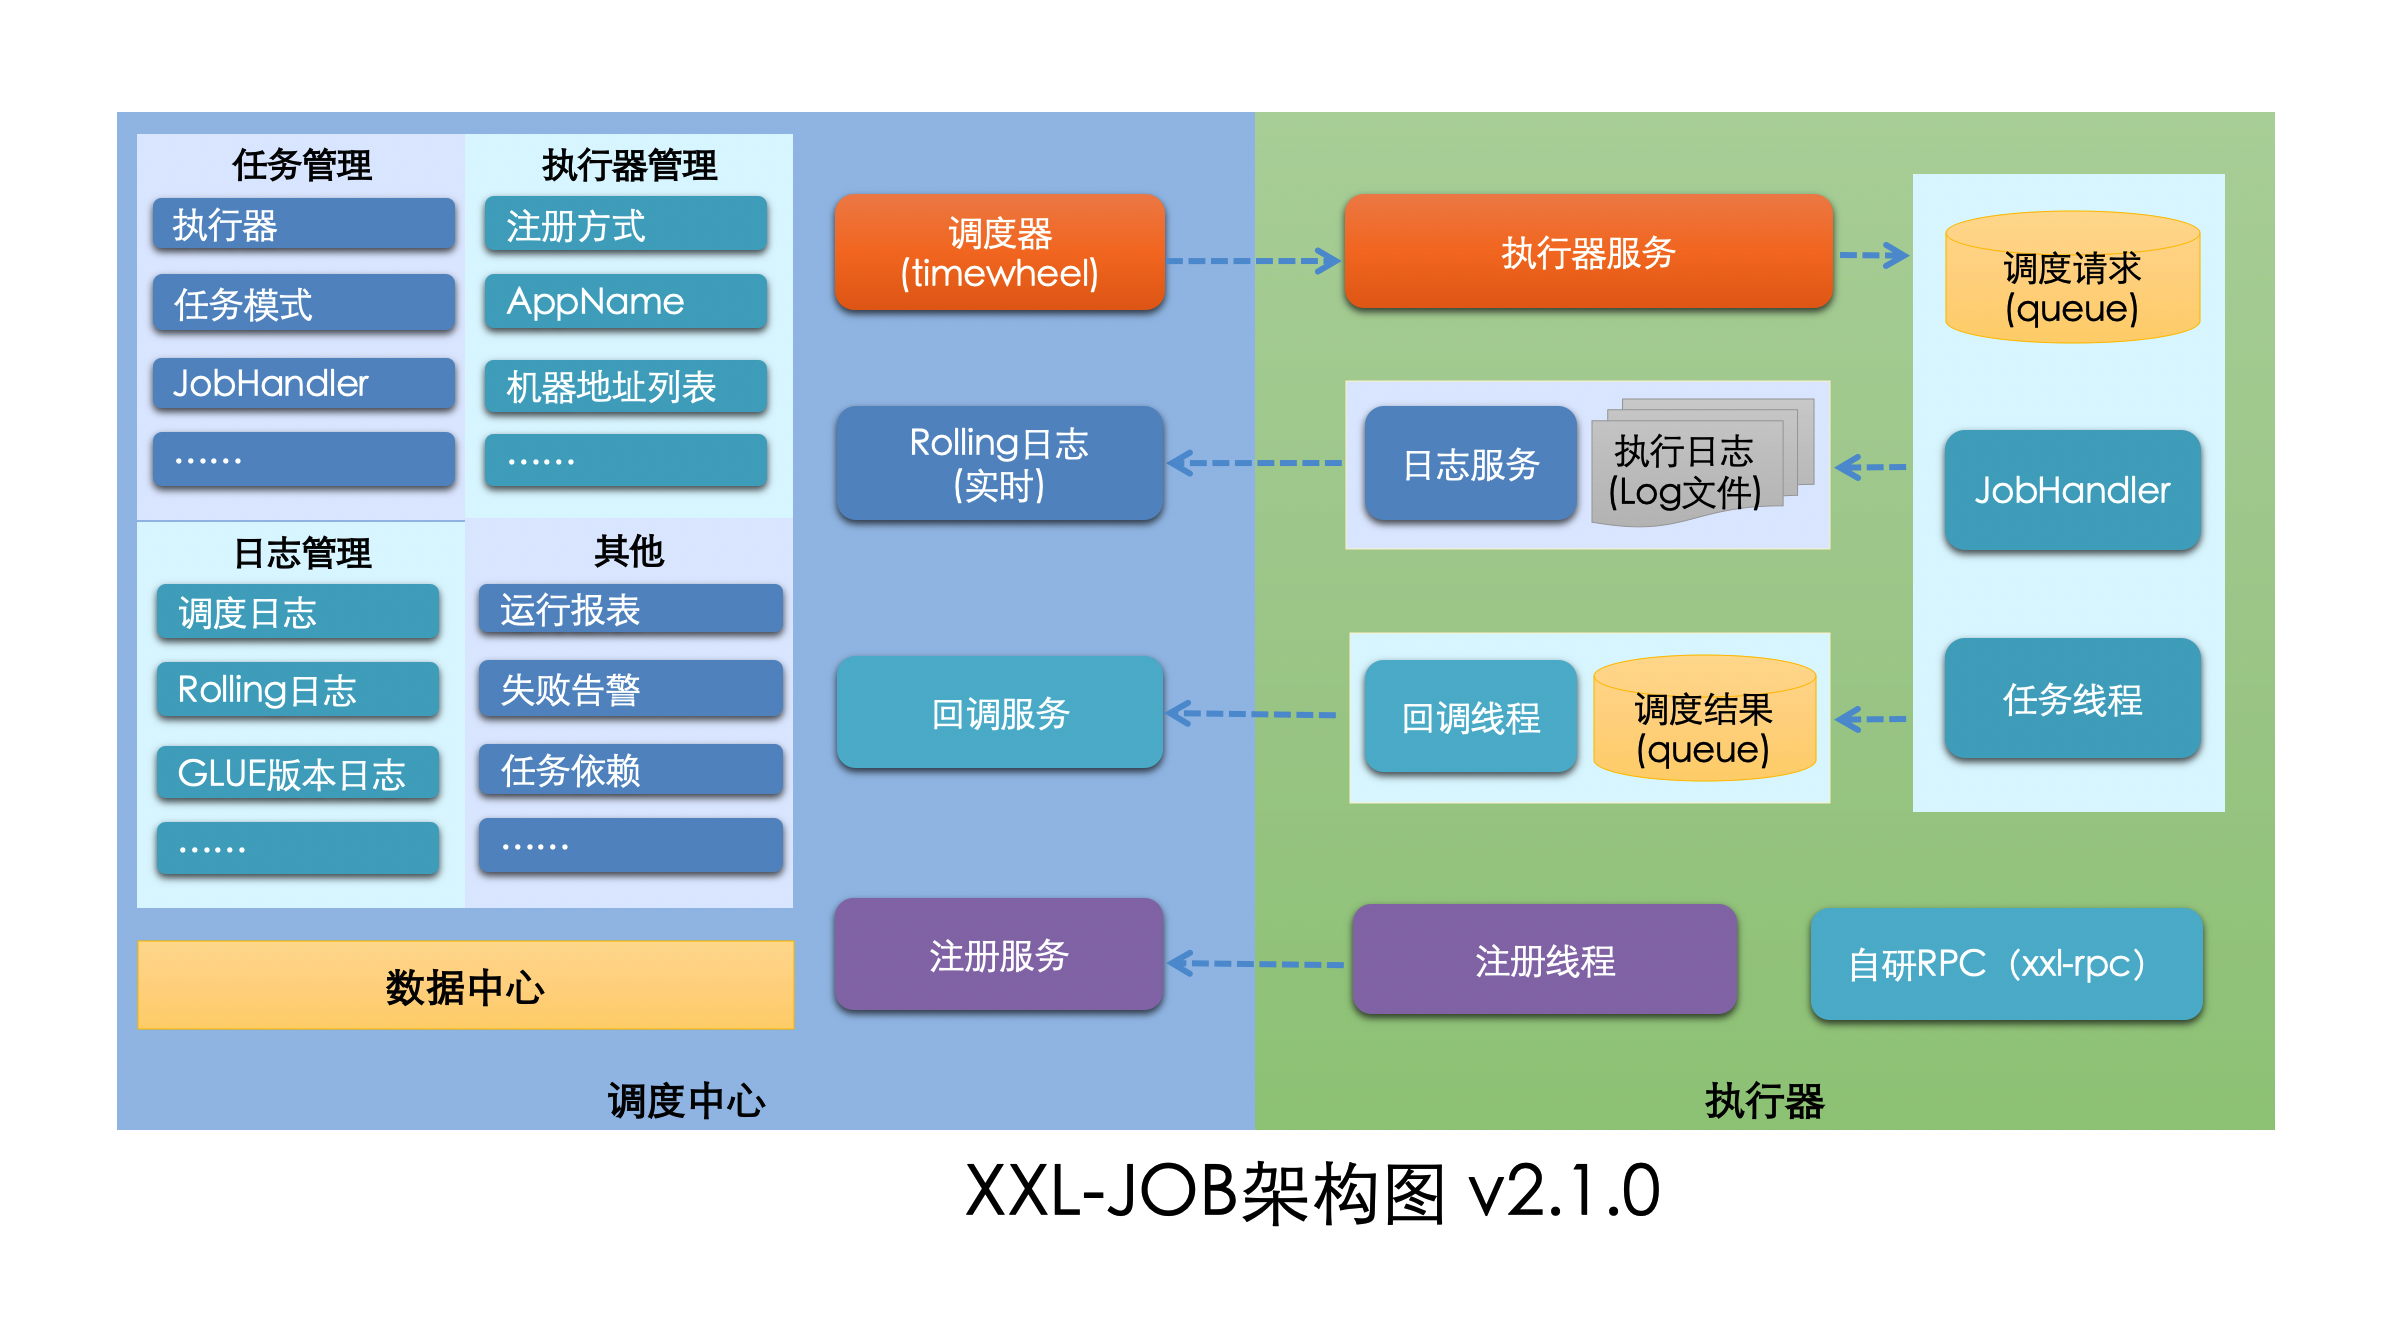 任务管理
执行器
任务模式
JobHandler
……
执行器管理
注册方式
AppName
机器地址列表
……
日志管理
调度日志
Rolling日志
GLUE版本日志
……
其他
运行报表
失败告警
任务依赖
……
数据中心
调度器
(timewheel)
Rolling日志
(实时)
回调服务
注册服务
调度中心
执行器服务
日志服务
执行日志
(Log文件)
回调线程
调度结果
(queue)
注册线程
调度请求
(queue)
JobHandler
任务线程
自研RPC（xxl-rpc）
执行器
XXL-JOB架构图 v2.1.0